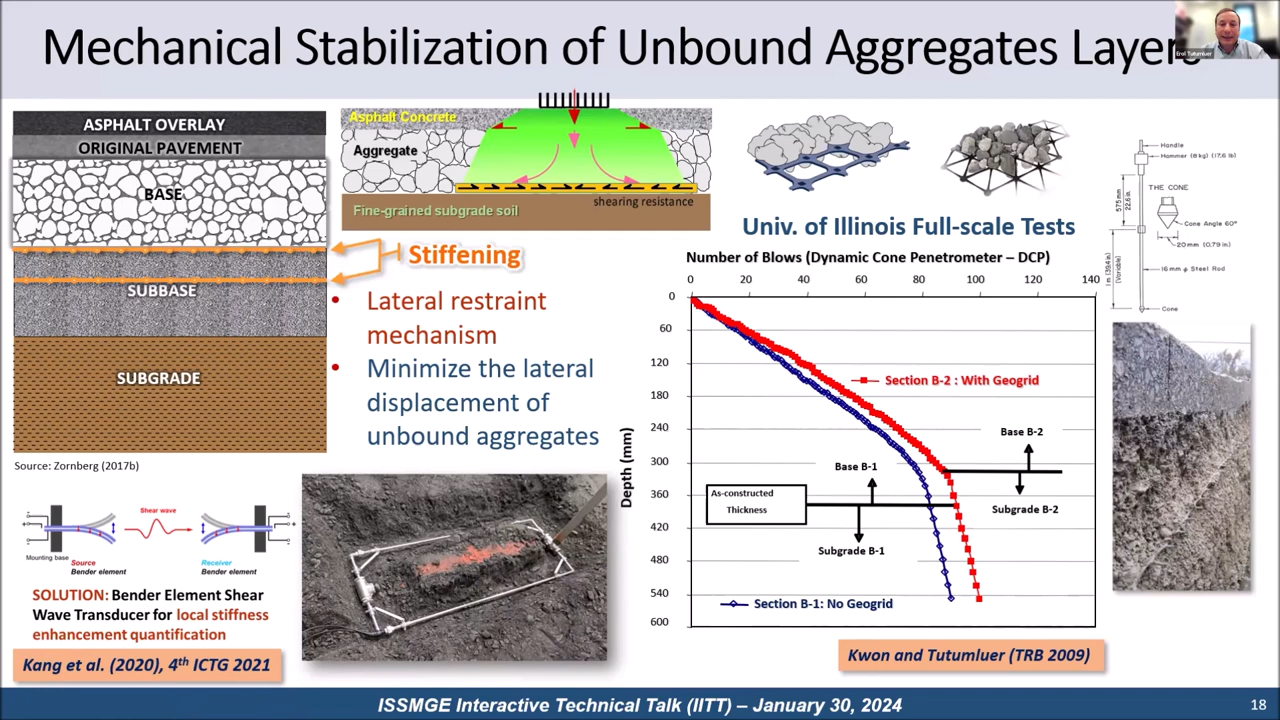 Mechanical Stabilization of Unbound Aggregates Layers
Erol Tutumluer
ASPHALT OVERLAY
ORIGINAL PAVEMENT
BASE
SUBBASE
SUBGRADE
Source: Zornberg (2017b)
Asphalt Concrete
Aggregate
shearing resistance
Fine-grained subgrade soil
Stiffening
• Lateral restraint
mechanism
• Minimize the lateral
displacement of
unbound aggregates
Shear wave
Mounting base
Source
Bender element
Receiver
Bender element
SOLUTION: Bender Element Shear
Wave Transducer for local stiffness
enhancement quantification
Kang et al. (2020), 4th ICTG 2021
Univ. of Illinois Full-scale Tests
Number of Blows (Dynamic Cone Penetrometer – DCP)
0 20 40 60 80 100 120 140
0
60
120
180
240
300
360
420
480
540
600
Depth (mm)
Section B-2 : With Geogrid
Base B-2
Subgrade B-2
Base B-1
As-constructed
Thickness
Subgrade B-1
Section B-1: No Geogrid
Kwon and Tutumluer (TRB 2009)
Handle
Hammer (8 kg) (17,6 lb)
THE CONE
575 mm
22,6 in.
Cone Angle 60°
20 mm (0,79 in.)
16 mm ϕ Steel Rod
Cone
ISSMGE Interactive Technical Talk (IITT) – January 30, 2024
18